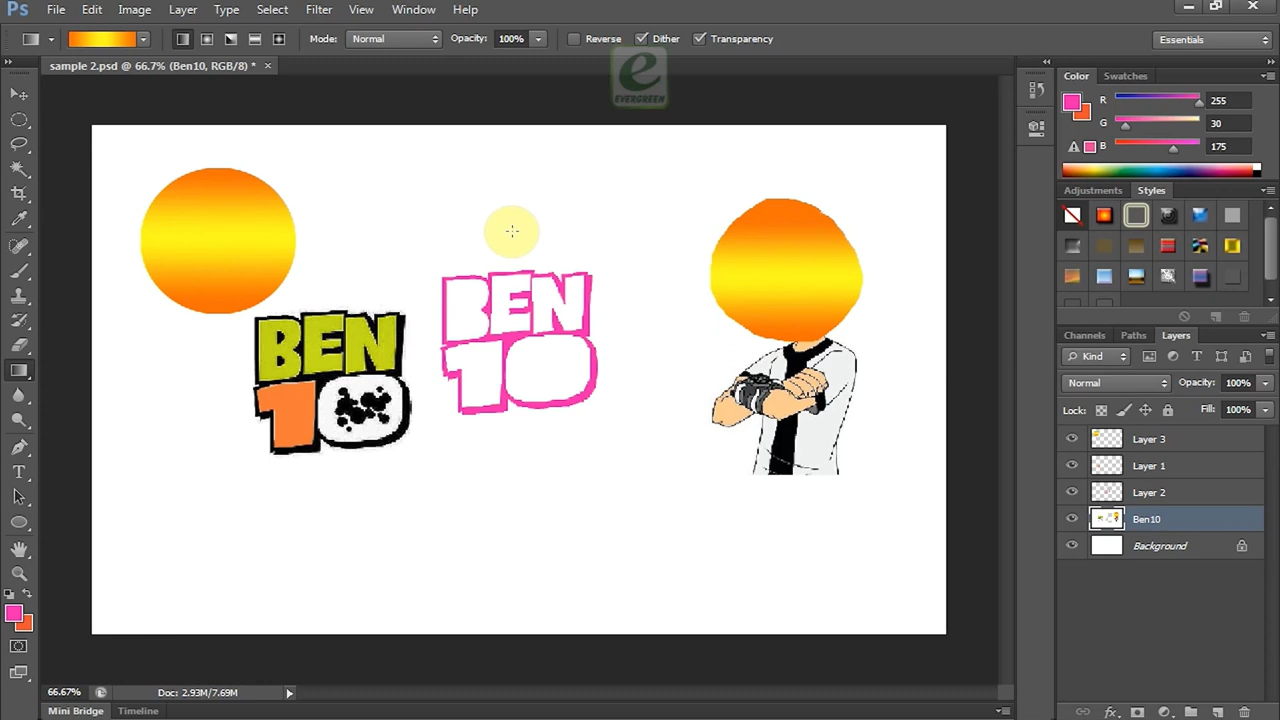 Ps File Edit Image Layer Type Select Filter View Window Help
Mode: Normal Opacity: 100% Reverse Dither Transparency Essentials
sample 2.psd @ 66.7% (Ben10, RGB/8) * ×
e
EVERGREEN
Color Swatches
R 255
G 30
B 175
Adjustments Styles
BEN
10
BEN
10
Channels Paths Layers
Kind
Normal Opacity: 100%
Lock: Fill: 100%
Layer 3
Layer 1
Layer 2
Ben10
Background
66.67% Doc: 2.93M/7.69M
Mini Bridge Timeline